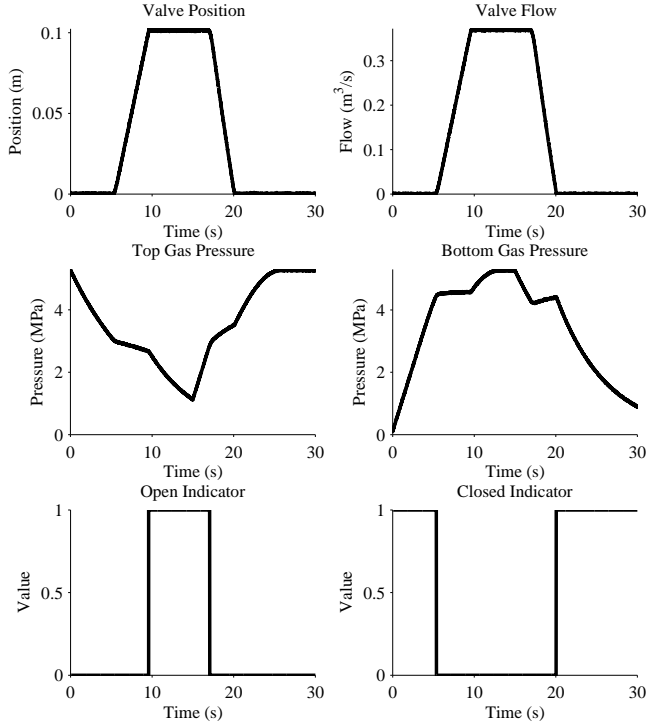 Valve Position
0.1
0.05
0
Position (m)
0 10 20 30
Time (s)
Valve Flow
0.3
0.2
0.1
0
Flow (m³/s)
0 10 20 30
Time (s)
Top Gas Pressure
4
2
0
Pressure (MPa)
0 10 20 30
Time (s)
Bottom Gas Pressure
4
2
0
Pressure (MPa)
0 10 20 30
Time (s)
Open Indicator
1
0.5
0
Value
0 10 20 30
Time (s)
Closed Indicator
1
0.5
0
Value
0 10 20 30
Time (s)